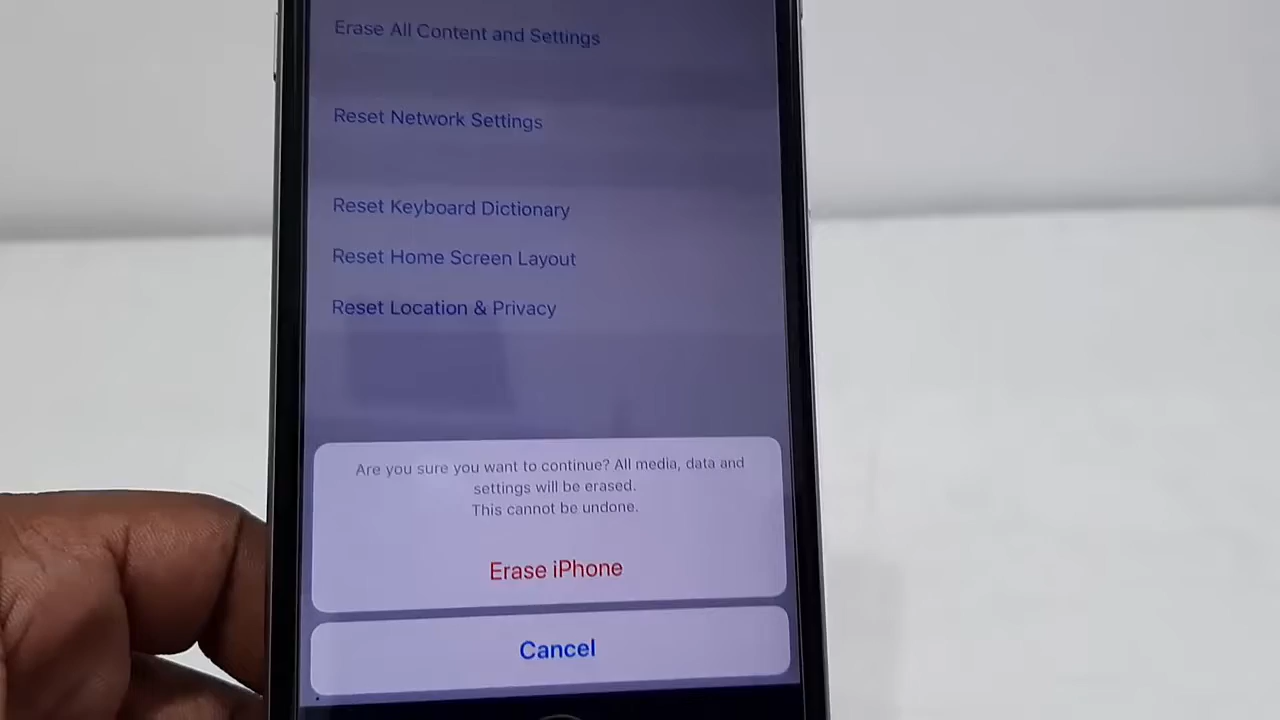 Erase All Content and Settings
Reset Network Settings
Reset Keyboard Dictionary
Reset Home Screen Layout
Reset Location & Privacy
Are you sure you want to continue? All media, data and
settings will be erased.
This cannot be undone.
Erase iPhone
Cancel